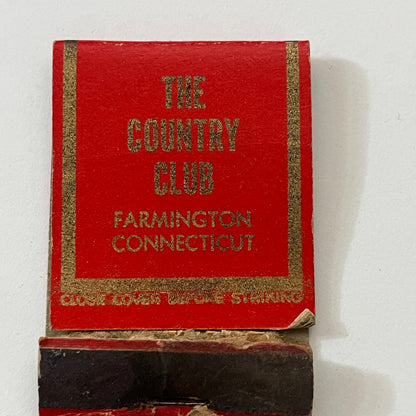 THE
COUNTRY
CLUB
FARMINGTON
CONNECTICUT
CLOSE COVER BEFORE STRIKING